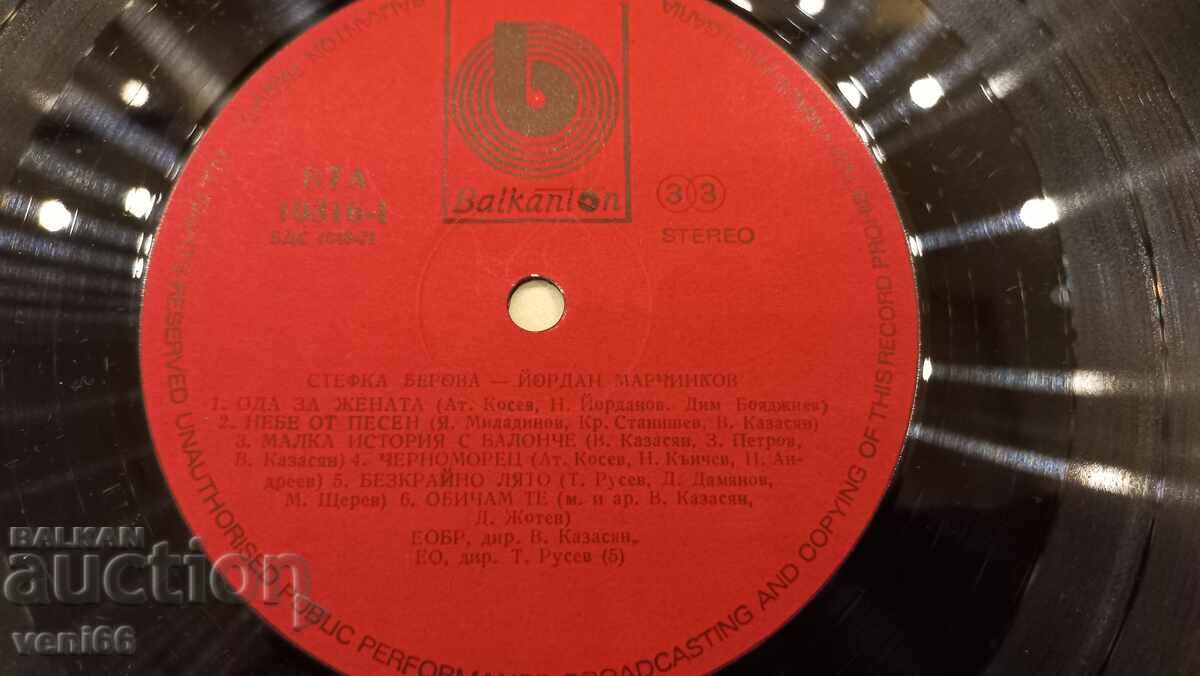 b
Balkanton
ВТА
10316-I
33
STEREO
СТЕФКА БЕРОВА — ЙОРДАН МАРЧИНКОВ
1. ОДА ЗА ЖЕНАТА (Ат. Косев, Н. Йорданов, Дим Бояджиев)
2. НЕБЕ ОТ ПЕСЕН (Я. Миладинов, Кр. Станишев, В. Казасян)
3. МАЛКА ИСТОРИЯ С БАЛОНЧЕ (В. Казасян, З. Петров,
В. Казасян) 4. ЧЕРНОМОРЕЦ (Ат. Косев, Н. Кънчев, П. Ан-
дреев) 5. БЕЗКРАЙНО ЛЯТО (Т. Русев, Д. Дамянов,
М. Щерев) 6. ОБИЧАМ ТЕ (м. и ар. В. Казасян,
Д. Жотев)
ЕОБР, дир. В. Казасян,
ЕО, дир. Т. Русев (5)
RESERVED UNAUTHORISED PUBLIC PERFORMANCE BROADCASTING AND COPYING OF THIS RECORD PROHIBITED
BALKANTON
BALKAN
auction
veni66